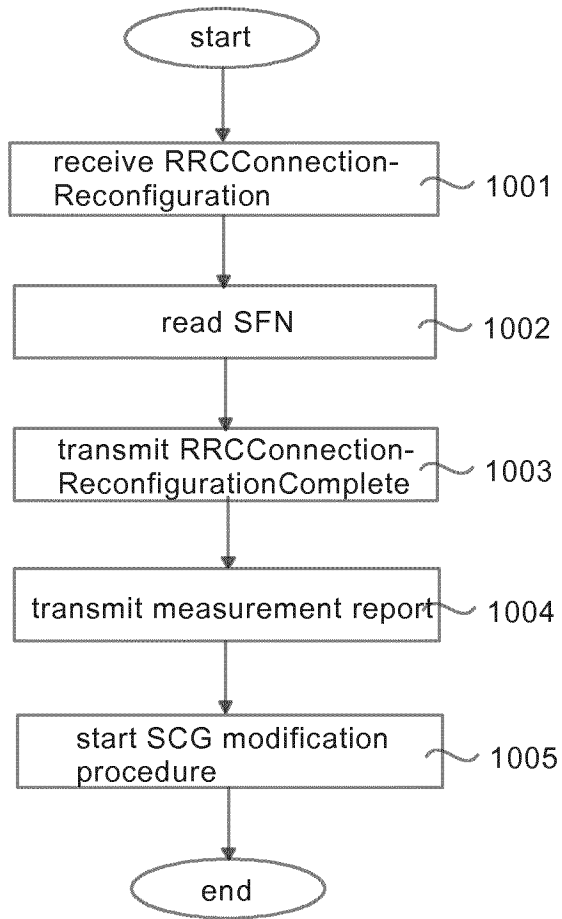 start
receive RRCConnection-
Reconfiguration
1001
read SFN
1002
transmit RRCConnection-
ReconfigurationComplete
1003
transmit measurement report
1004
start SCG modification
procedure
1005
end